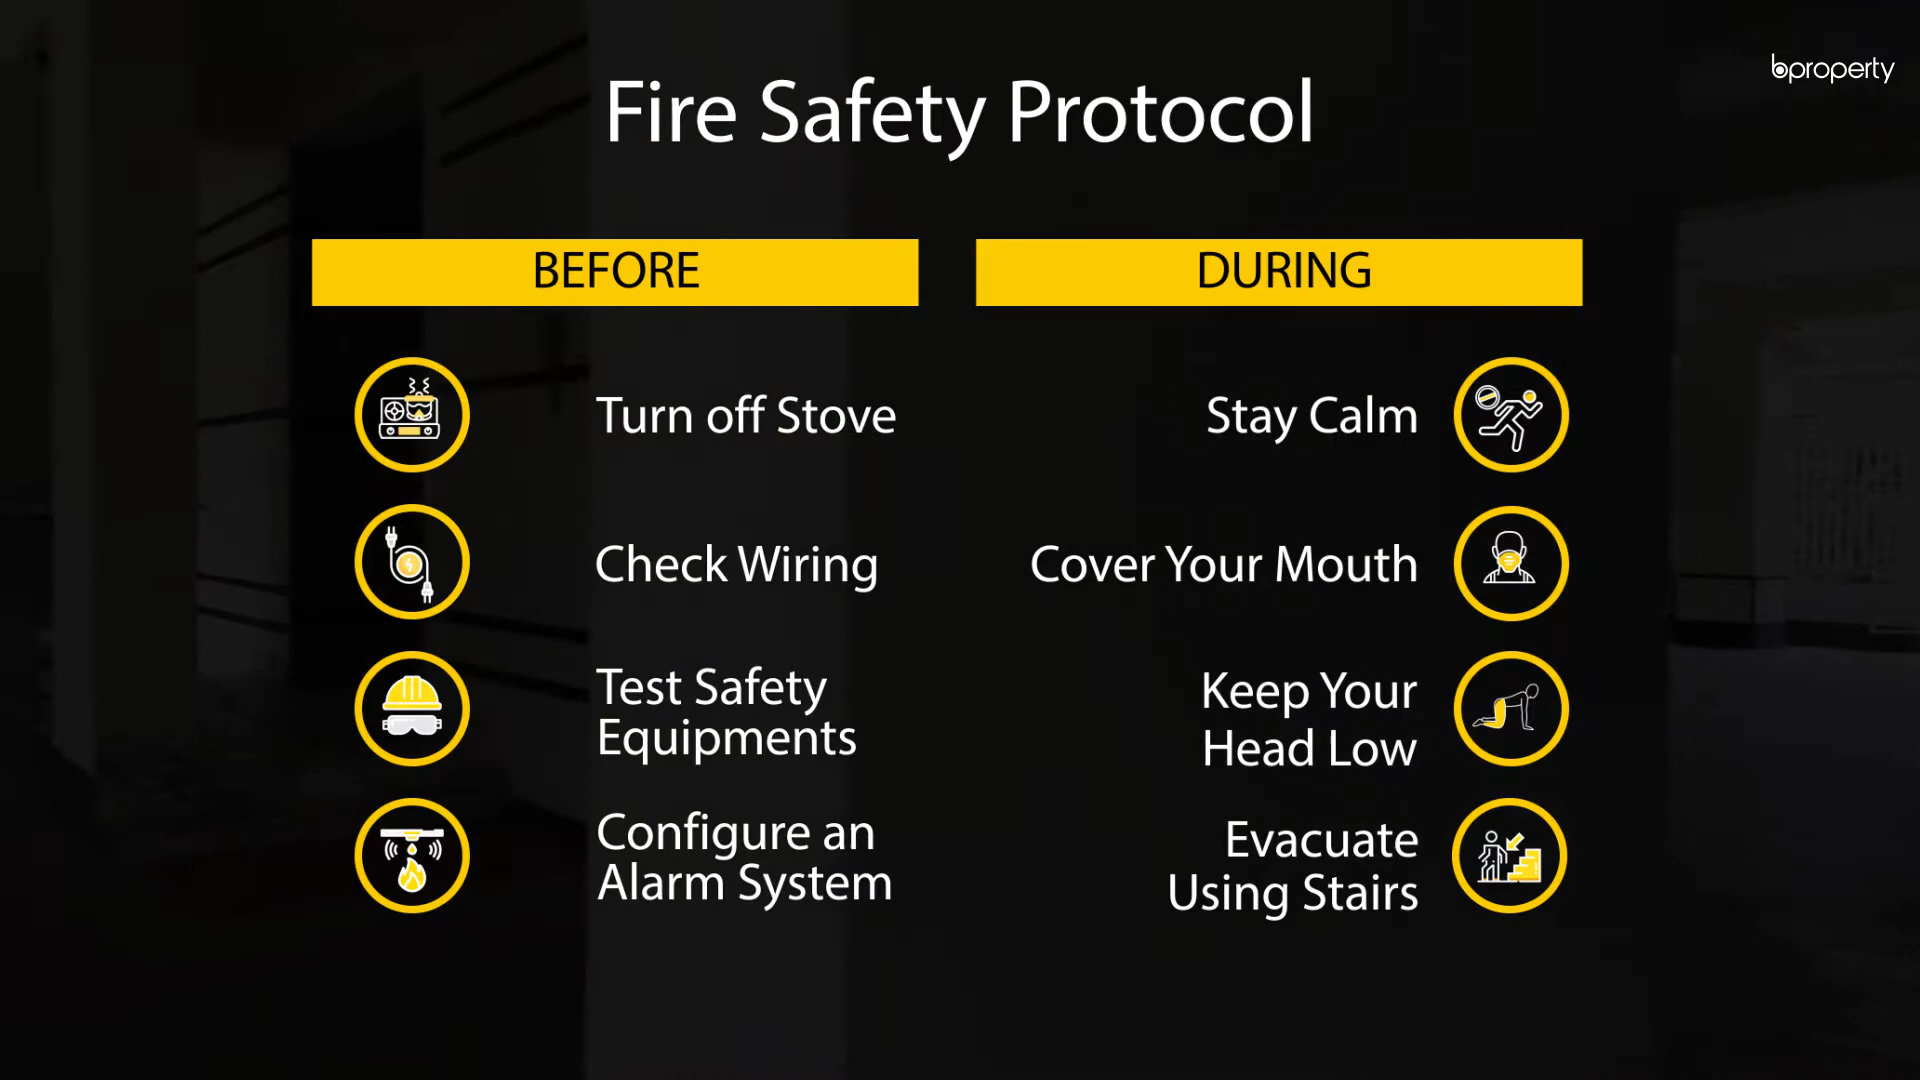 bproperty
Fire Safety Protocol
BEFORE
Turn off Stove
Check Wiring
Test Safety
Equipments
Configure an
Alarm System
DURING
Stay Calm
Cover Your Mouth
Keep Your
Head Low
Evacuate
Using Stairs